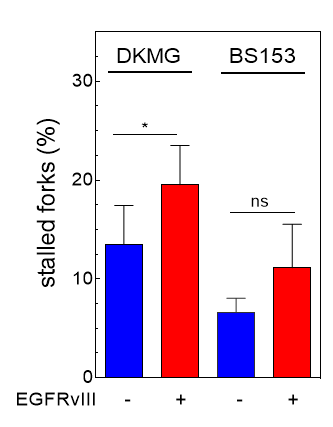 DKMG BS153
30
*
20
ns
10
0
stalled forks (%)
EGFRvIII - + - +